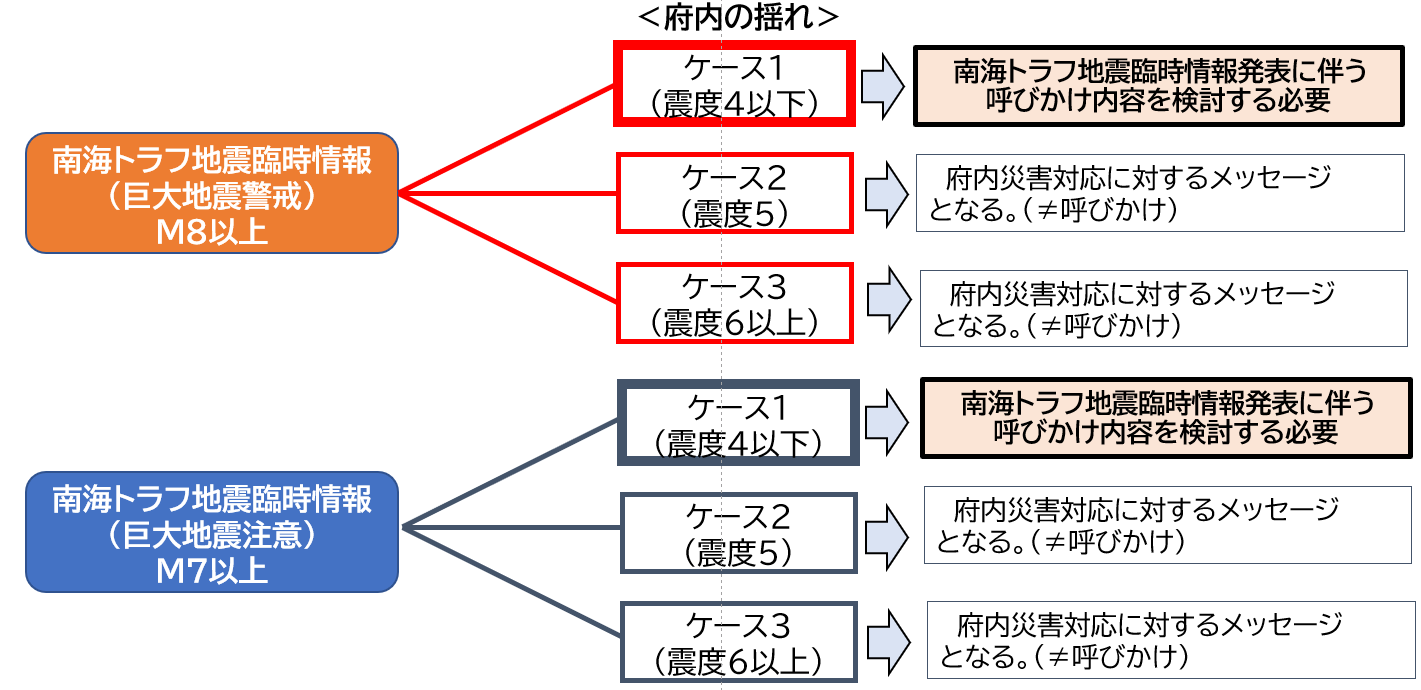 ＜府内の揺れ＞
南海トラフ地震臨時情報
（巨大地震警戒）
M8以上
ケース1
（震度4以下）
南海トラフ地震臨時情報発表に伴う
呼びかけ内容を検討する必要
ケース2
（震度5）
府内災害対応に対するメッセージ
となる。（≠呼びかけ）
ケース3
（震度6以上）
府内災害対応に対するメッセージ
となる。（≠呼びかけ）
南海トラフ地震臨時情報
（巨大地震注意）
M7以上
ケース1
（震度4以下）
南海トラフ地震臨時情報発表に伴う
呼びかけ内容を検討する必要
ケース2
（震度5）
府内災害対応に対するメッセージ
となる。（≠呼びかけ）
ケース3
（震度6以上）
府内災害対応に対するメッセージ
となる。（≠呼びかけ）